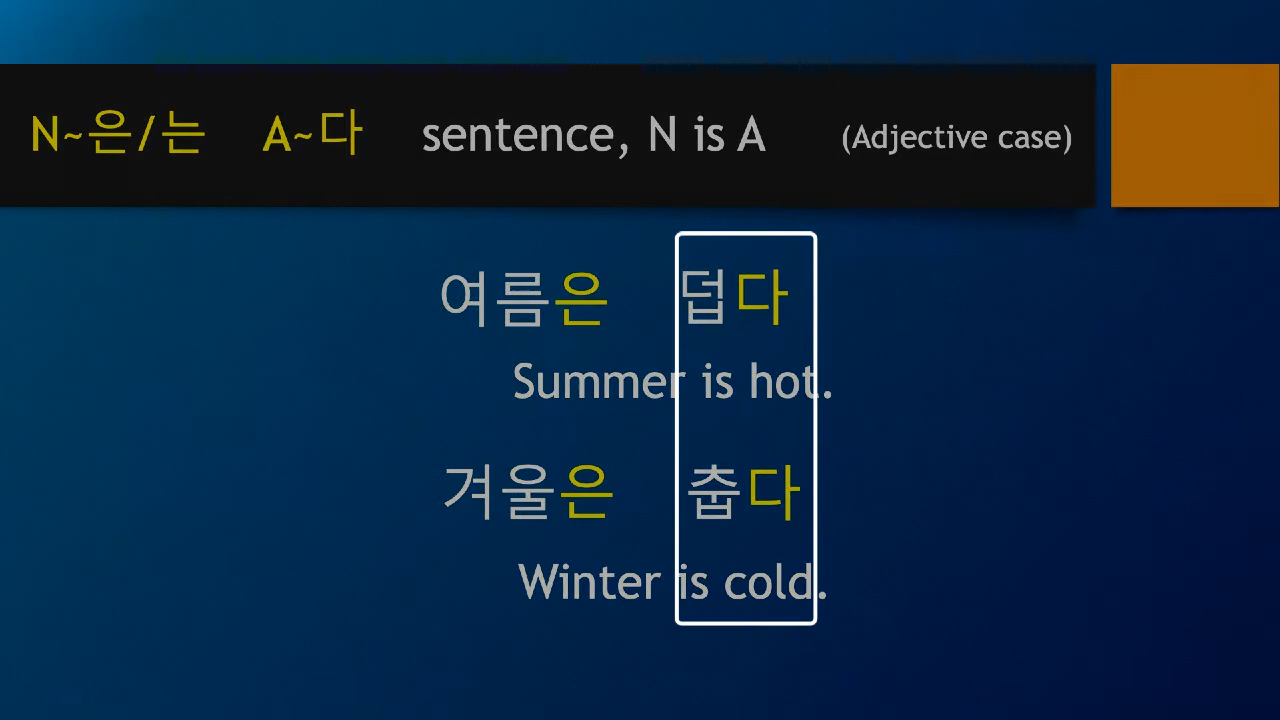 N~은/는 A~다 sentence, N is A (Adjective case)
여름은 덥다
Summer is hot.
겨울은 춥다
Winter is cold.